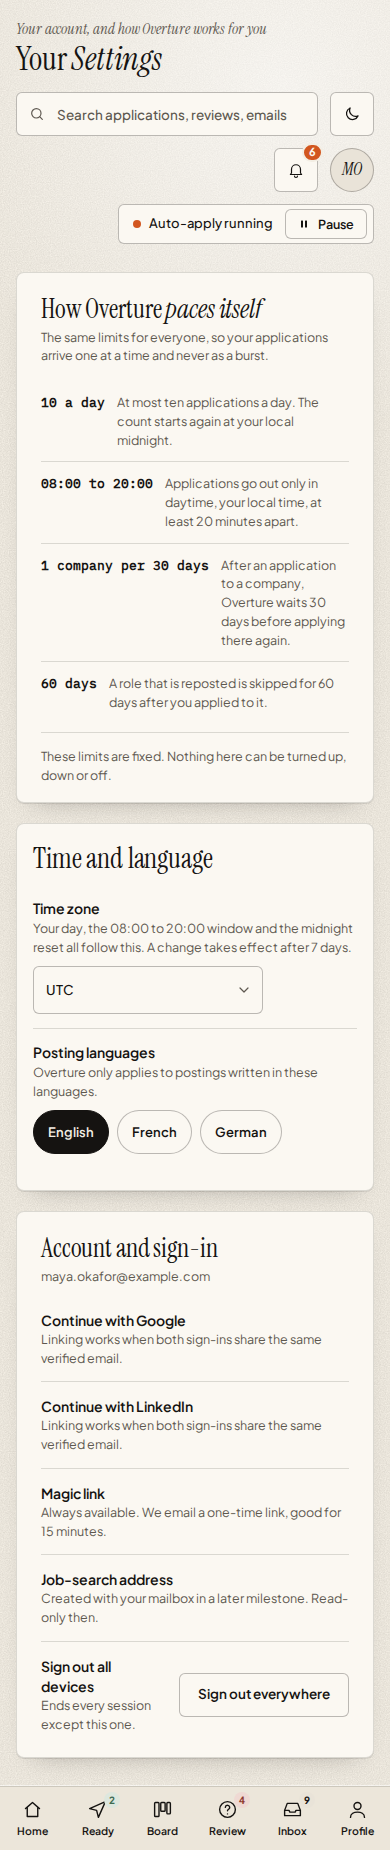 Your account, and how Overture works for you
Your Settings
Search applications, reviews, emails
6
MO
Auto-apply running
Pause
How Overture paces itself
The same limits for everyone, so your applications
arrive one at a time and never as a burst.
10 a day
At most ten applications a day. The
count starts again at your local
midnight.
08:00 to 20:00
Applications go out only in
daytime, your local time, at
least 20 minutes apart.
1 company per 30 days
After an application
to a company,
Overture waits 30
days before applying
there again.
60 days
A role that is reposted is skipped for 60
days after you applied to it.
These limits are fixed. Nothing here can be turned up,
down or off.
Time and language
Time zone
Your day, the 08:00 to 20:00 window and the midnight
reset all follow this. A change takes effect after 7 days.
UTC
Posting languages
Overture only applies to postings written in these
languages.
English
French
German
Account and sign-in
maya.okafor@example.com
Continue with Google
Linking works when both sign-ins share the same
verified email.
Continue with LinkedIn
Linking works when both sign-ins share the same
verified email.
Magic link
Always available. We email a one-time link, good for
15 minutes.
Job-search address
Created with your mailbox in a later milestone. Read-
only then.
Sign out all
devices
Ends every session
except this one.
Sign out everywhere
2
4
9
Home
Ready
Board
Review
Inbox
Profile